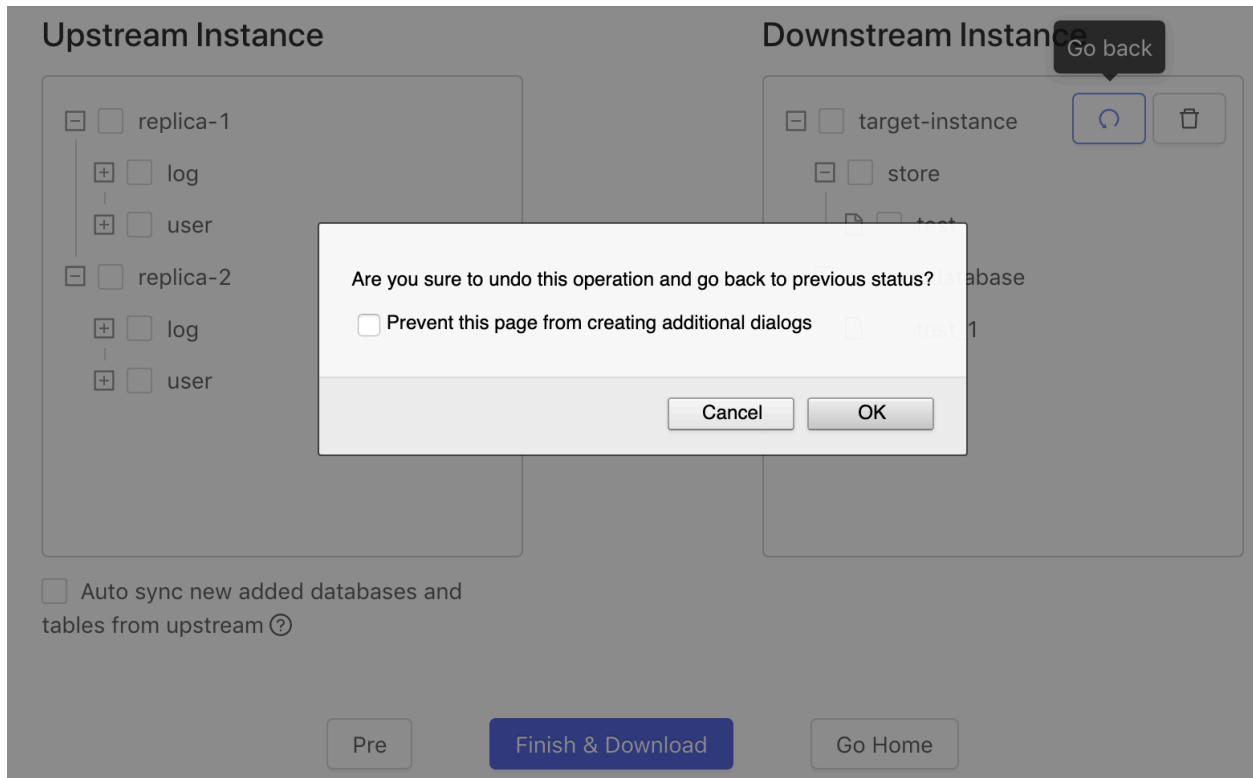 Upstream Instance
Downstream Instance
Go back
replica-1
log
user
replica-2
log
user
target-instance
store
test
Are you sure to undo this operation and go back to previous status?
Prevent this page from creating additional dialogs
Cancel
OK
Auto sync new added databases and
tables from upstream
Pre
Finish & Download
Go Home